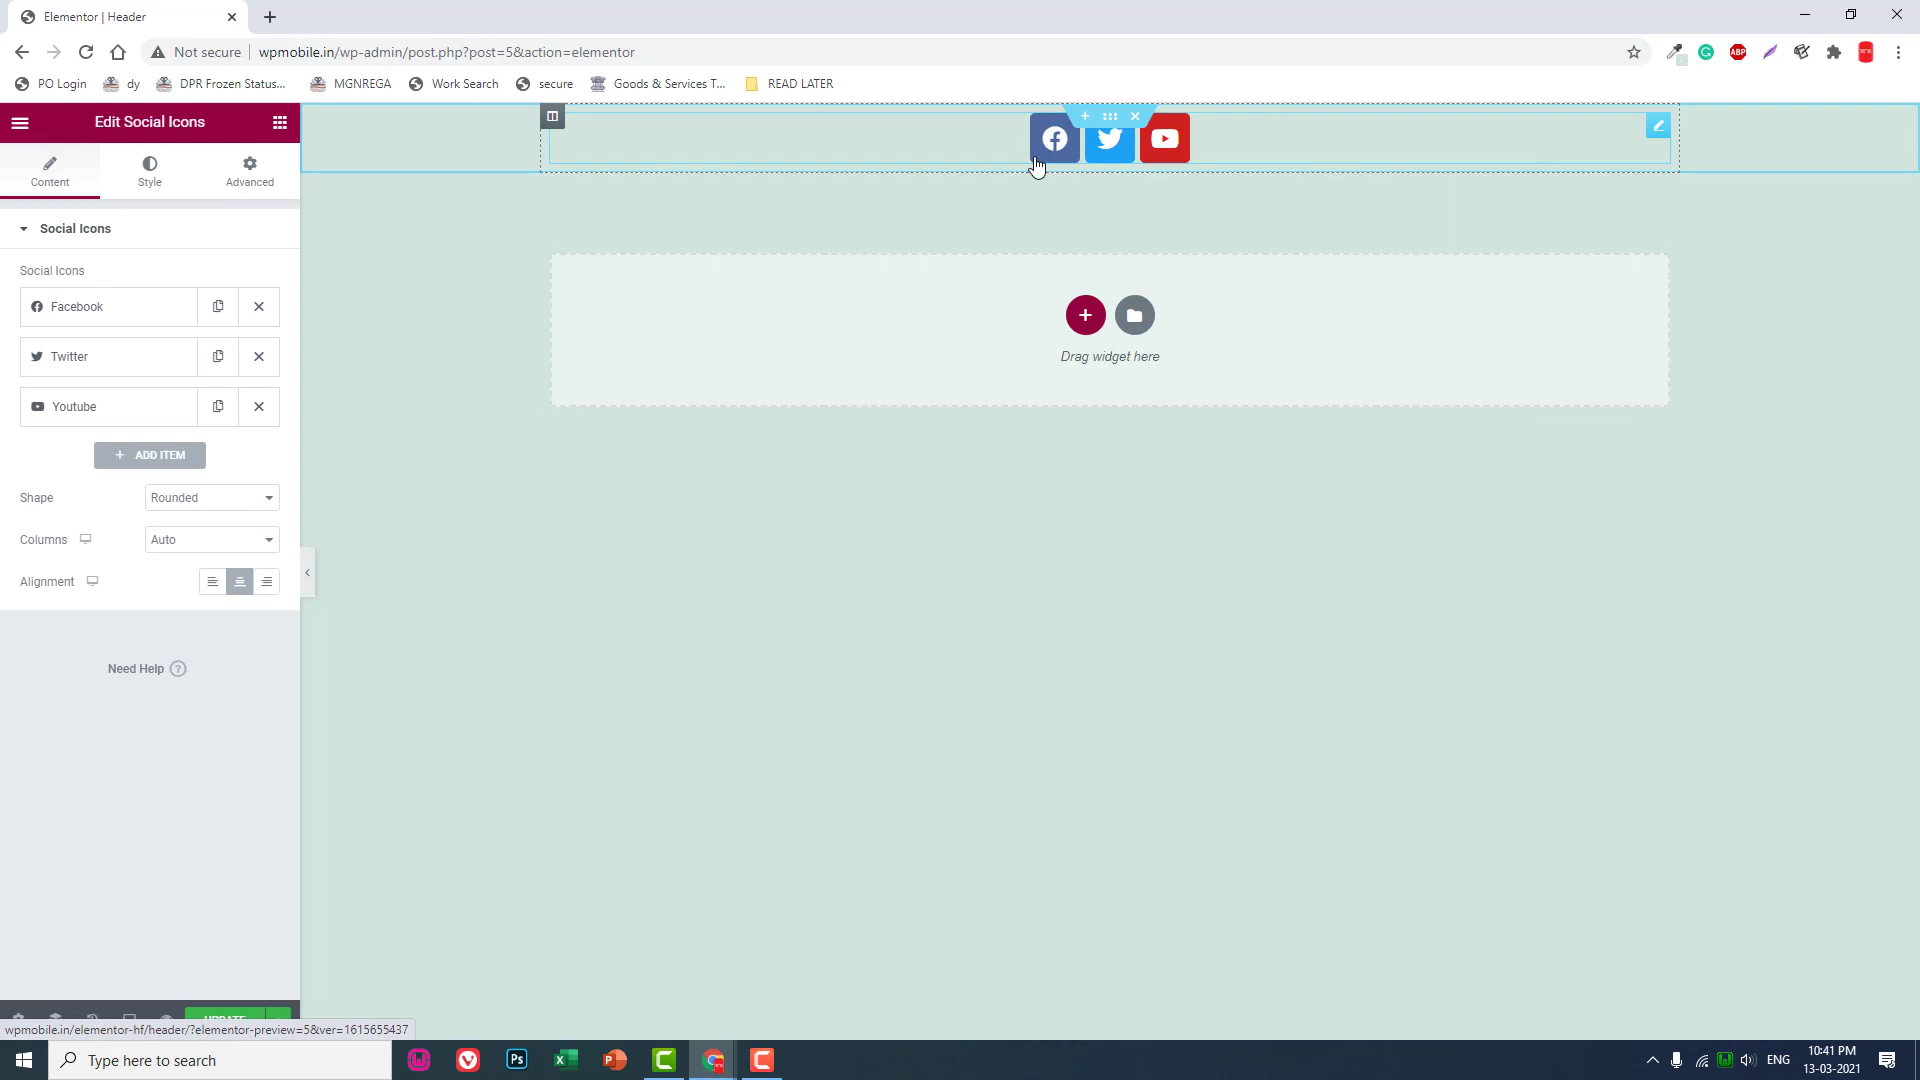 Elementor | Header
Not secure
wpmobile.in/wp-admin/post.php?post=5&action=elementor
PO Login
dy
DPR Frozen Status...
MGNREGA
Work Search
secure
Goods & Services T...
READ LATER
ABP
Edit Social Icons
Content
Style
Advanced
Social Icons
Social Icons
Facebook
Twitter
Youtube
ADD ITEM
Shape
Rounded
Columns
Auto
Alignment
Need Help
Drag widget here
UPDATE
wpmobile.in/elementor-hf/header/?elementor-preview=5&ver=1615655437
Type here to search
Ps
ENG
10:41 PM
13-03-2021